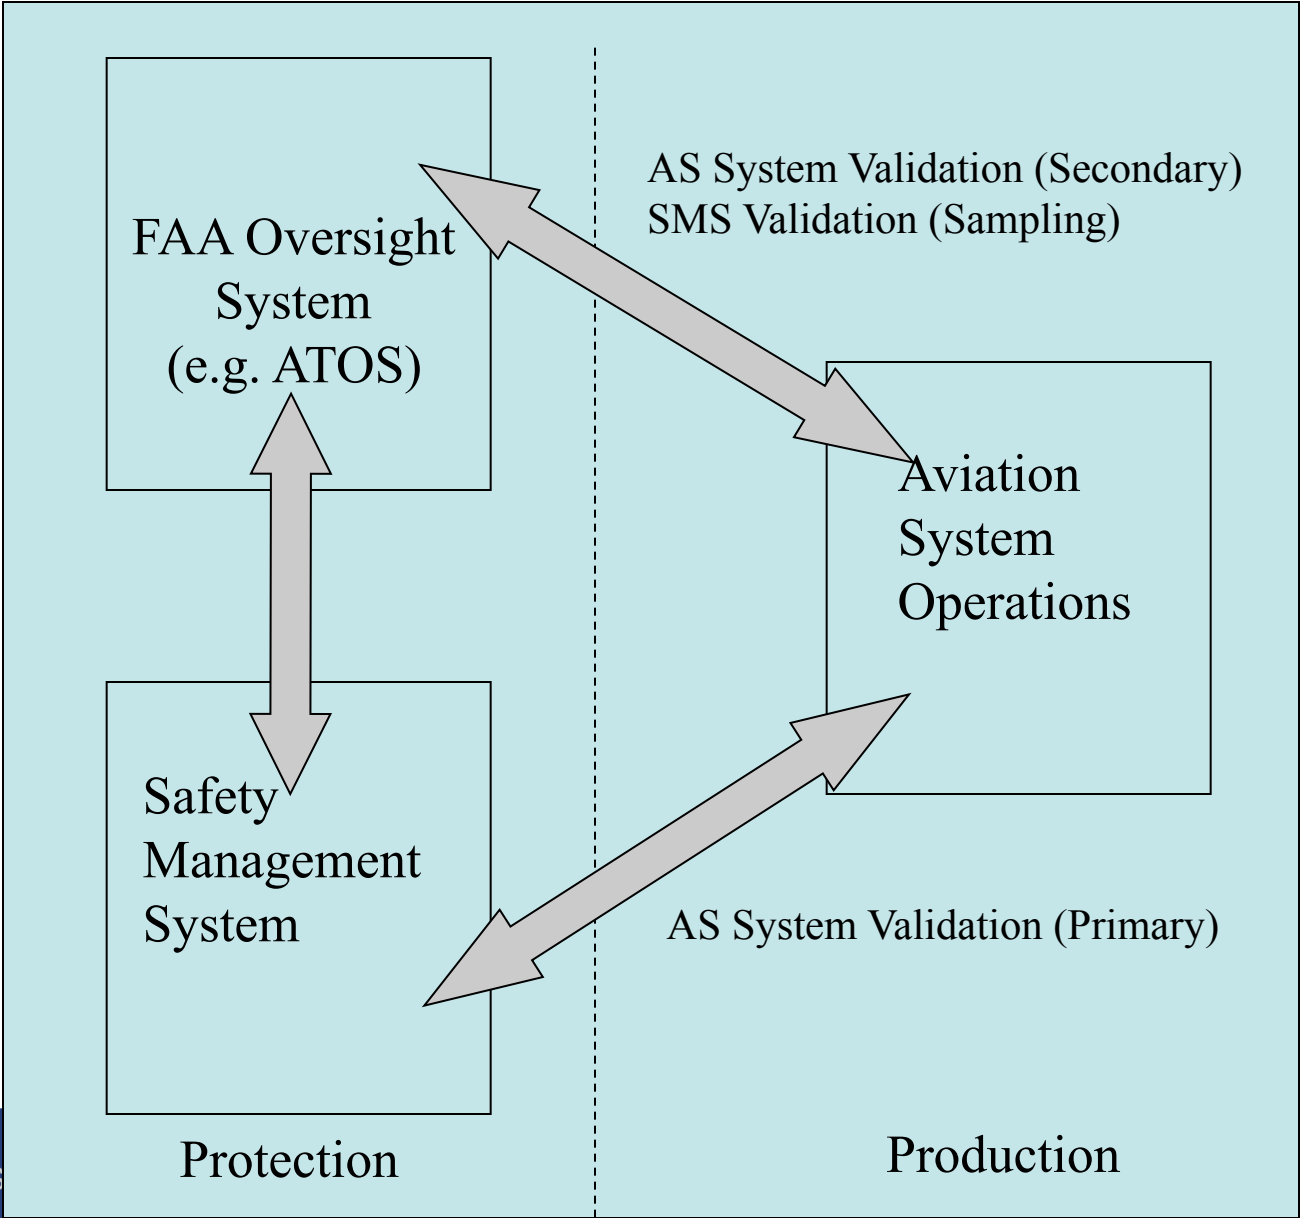 AS System Validation (Secondary)
SMS Validation (Sampling)
FAA Oversight
System
(e.g. ATOS)
Aviation
System
Operations
Safety
Management
System
AS System Validation (Primary)
Protection
Production